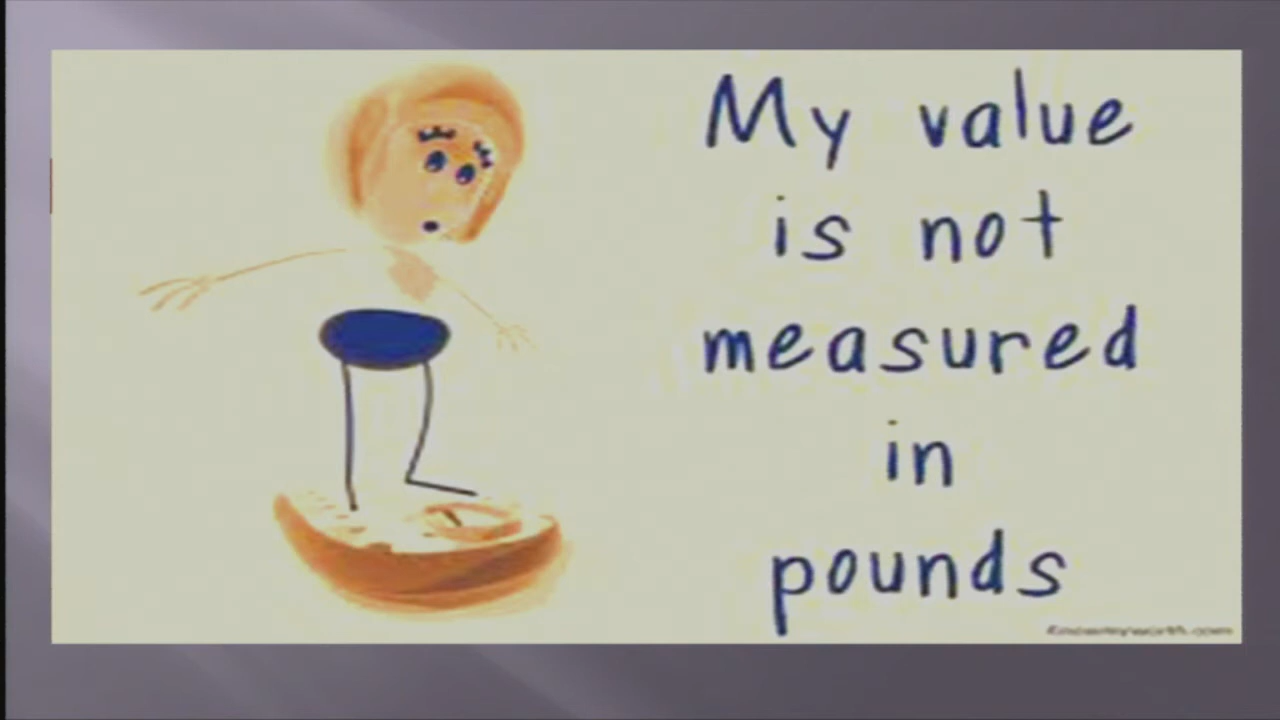 My value
is not
measured
in
pounds